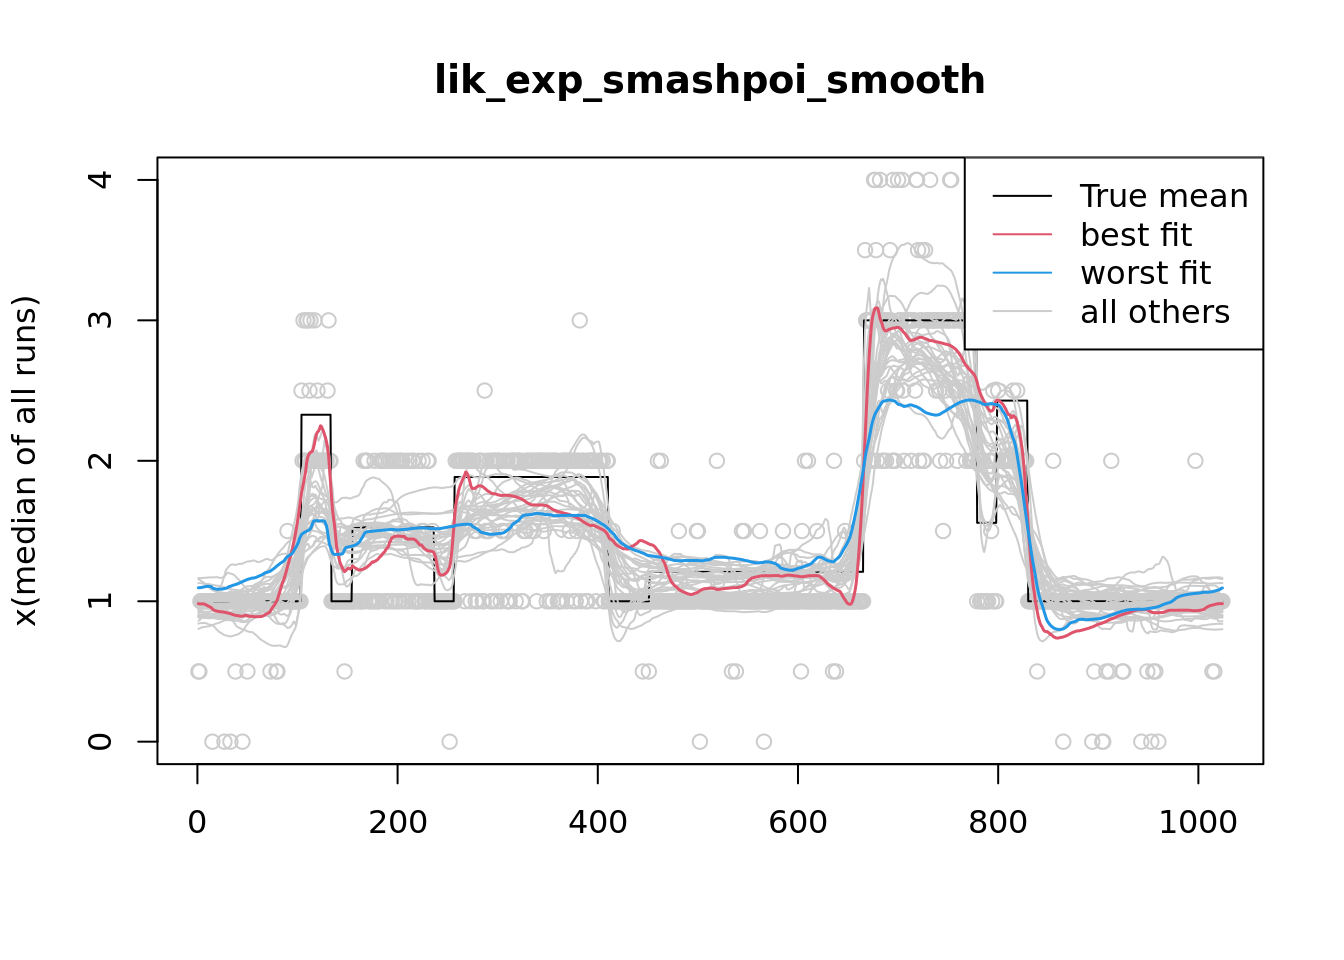 lik_exp_smashpoi_smooth
x(median of all runs)
4
3
2
1
0
True mean
best fit
worst fit
all others
0 200 400 600 800 1000